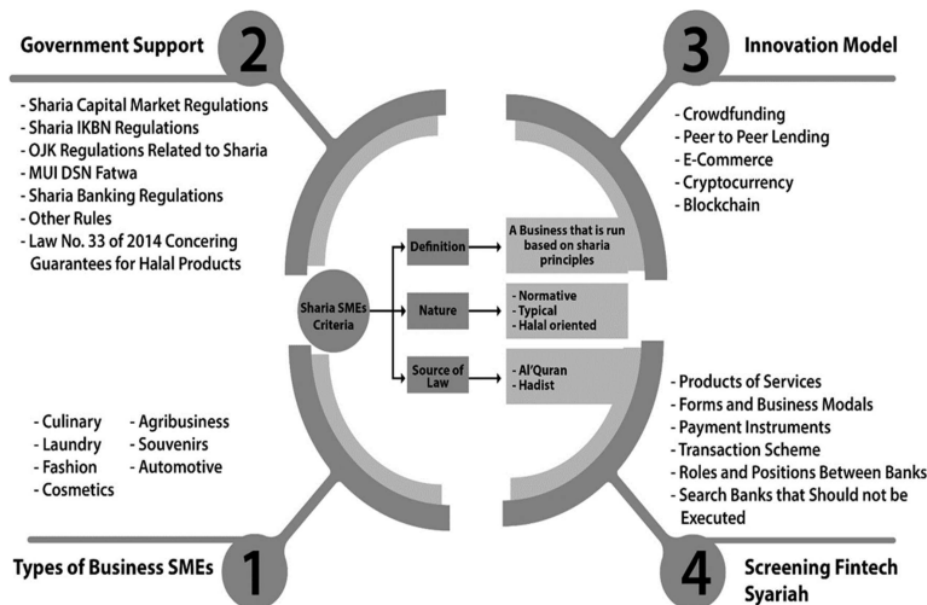 Government Support
2
- Sharia Capital Market Regulations
- Sharia IKBN Regulations
- OJK Regulations Related to Sharia
- MUI DSN Fatwa
- Sharia Banking Regulations
- Other Rules
- Law No. 33 of 2014 Concering
Guarantees for Halal Products
3
Innovation Model
- Crowdfunding
- Peer to Peer Lending
- E-Commerce
- Cryptocurrency
- Blockchain
Sharia SMEs
Criteria
Definition
A Business that is run
based on sharia
principles
Nature
- Normative
- Typical
- Halal oriented
Source of
Law
- Al'Quran
- Hadist
- Culinary
- Laundry
- Fashion
- Cosmetics
- Agribusiness
- Souvenirs
- Automotive
Types of Business SMEs
1
- Products of Services
- Forms and Business Modals
- Payment Instruments
- Transaction Scheme
- Roles and Positions Between Banks
- Search Banks that Should not be
Executed
4
Screening Fintech
Syariah